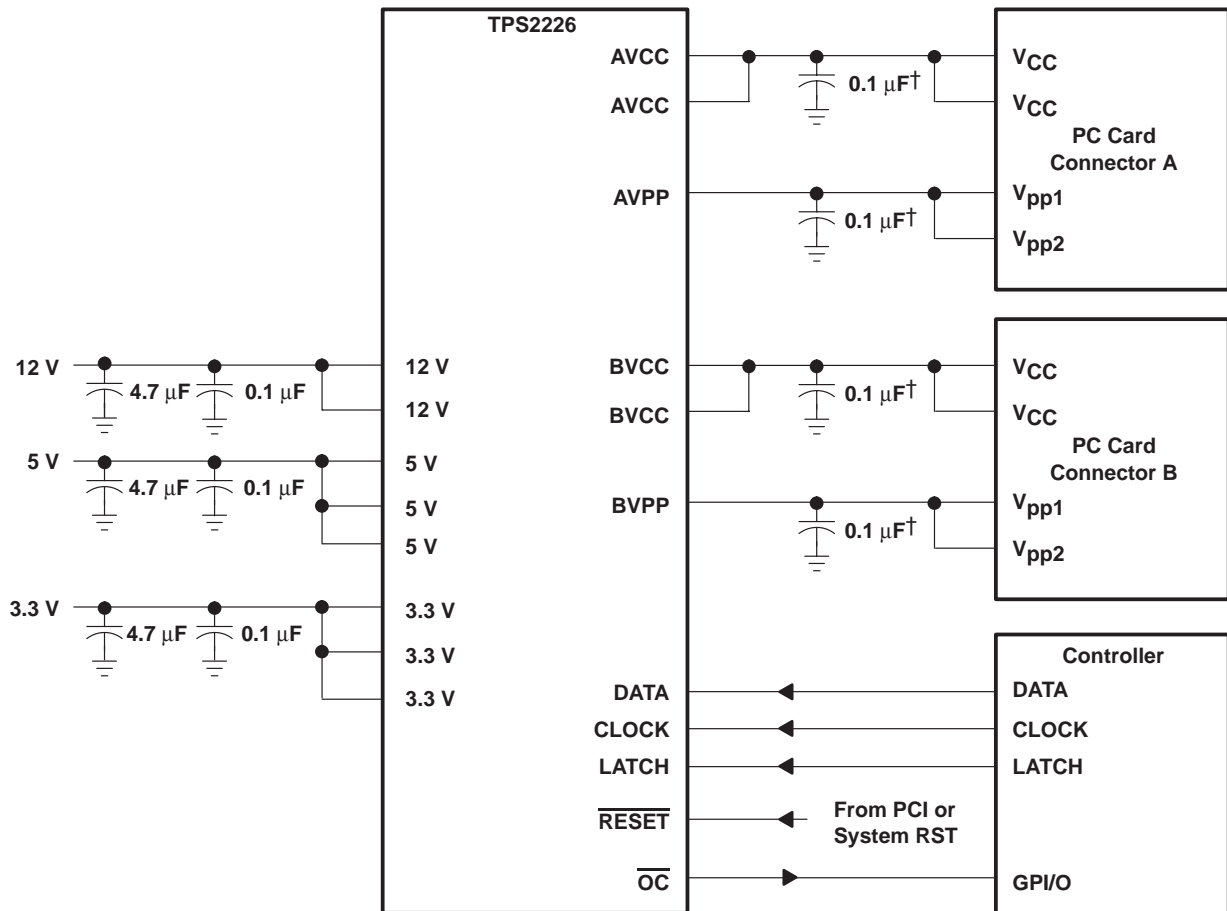 TPS2226
AVCC
AVCC
0.1 μF†
AVPP
0.1 μF†
VCC
VCC
PC Card
Connector A
Vpp1
Vpp2
12 V
4.7 μF
0.1 μF
12 V
12 V
5 V
4.7 μF
0.1 μF
5 V
5 V
5 V
3.3 V
4.7 μF
0.1 μF
3.3 V
3.3 V
3.3 V
BVCC
BVCC
0.1 μF†
BVPP
0.1 μF†
VCC
VCC
PC Card
Connector B
Vpp1
Vpp2
DATA
CLOCK
LATCH
RESET
From PCI or
System RST
OC
Controller
DATA
CLOCK
LATCH
GPI/O